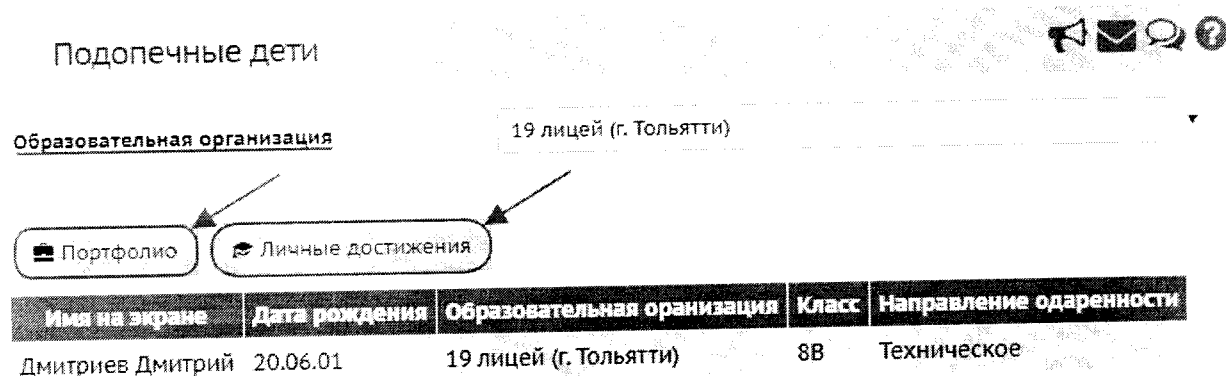 Подопечные дети
Образовательная организация
19 лицей (г. Тольятти)
Портфолио
Личные достижения
Имя на экране Дата рождения Образовательная оранизация Класс Направление одаренности
Дмитриев Дмитрий 20.06.01 19 лицей (г. Тольятти) 8В Техническое